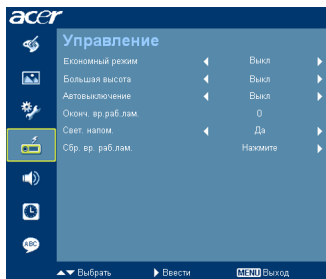 acer
Управление
Економный режим Выкл
Большая высота Выкл
Автовыключение Выкл
Оконч. вр.раб.лам. 0
Свет. напом. Да
Сбр. вр. раб.лам. Нажмите
ABC
Выбрать Ввести MENU Выход